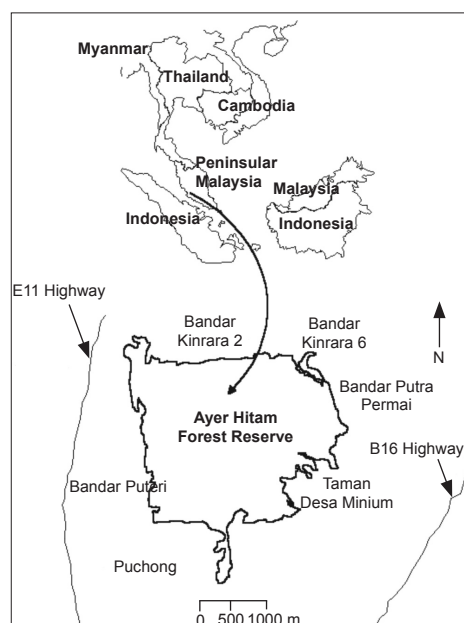 Myanmar
Thailand
Cambodia
Peninsular
Malaysia
Malaysia
Indonesia
Indonesia
E11 Highway
Bandar
Kinrara 2
Bandar
Kinrara 6
N
Bandar Putra
Permai
Ayer Hitam
Forest Reserve
B16 Highway
Bandar Puteri
Taman
Desa Minium
Puchong
0 500 1000 m